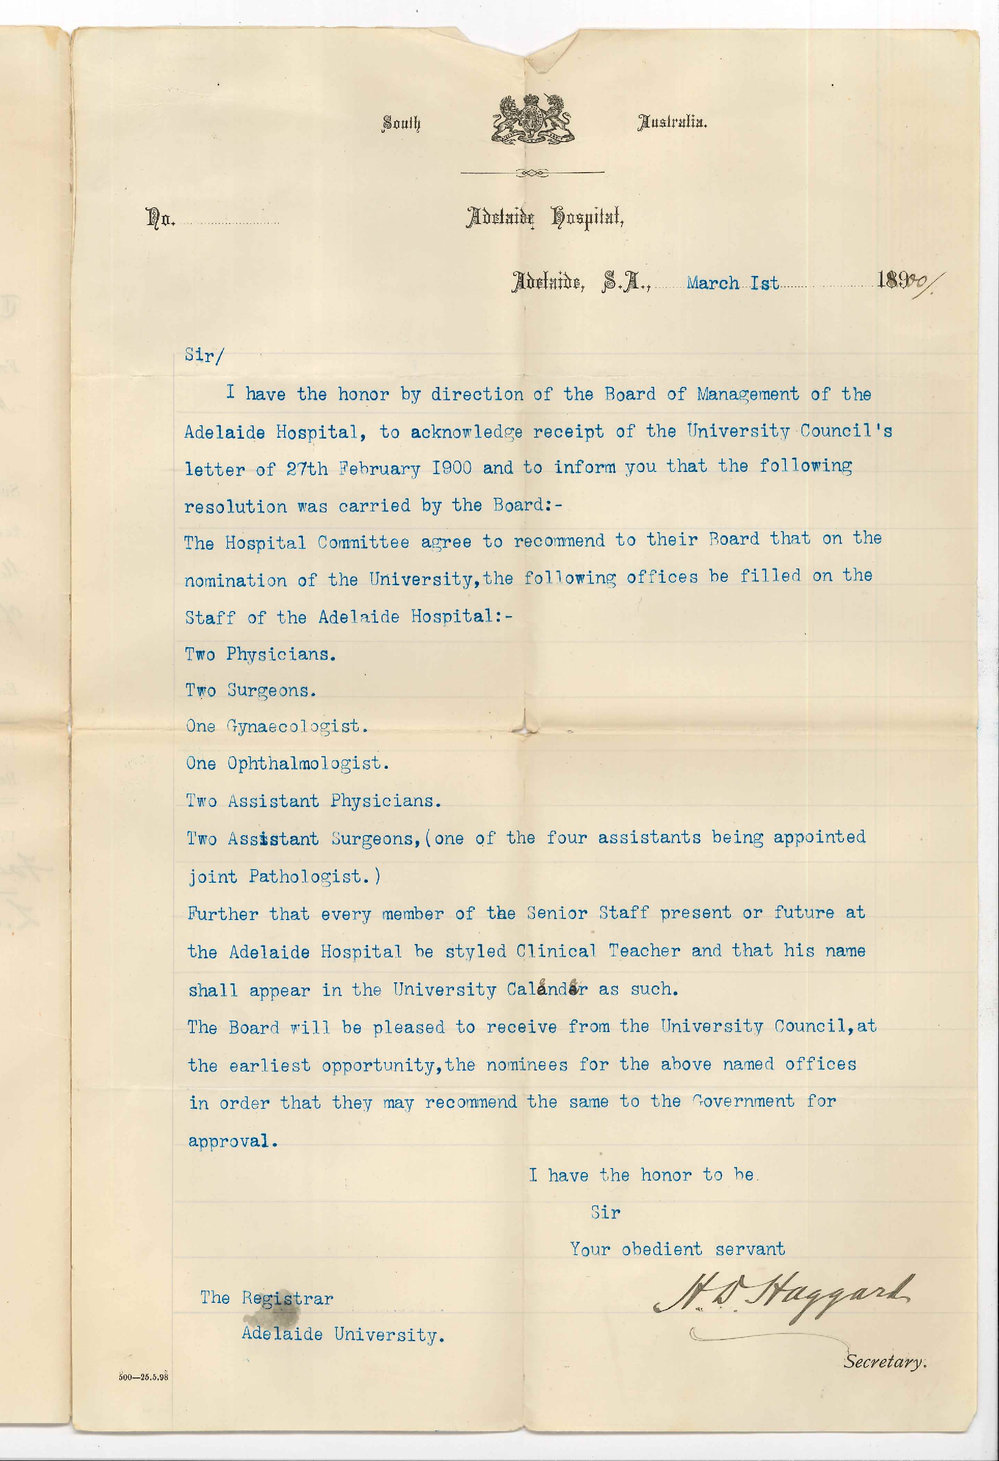 South Australia.
No.
Adelaide Hospital,
Adelaide, S.A., March 1st 18900/.
Sir/
I have the honor by direction of the Board of Management of the
Adelaide Hospital, to acknowledge receipt of the University Council's
letter of 27th February 1900 and to inform you that the following
resolution was carried by the Board:-
The Hospital Committee agree to recommend to their Board that on the
nomination of the University,the following offices be filled on the
Staff of the Adelaide Hospital:-
Two Physicians.
Two Surgeons.
One Gynaecologist.
One Ophthalmologist.
Two Assistant Physicians.
Two Assistant Surgeons,(one of the four assistants being appointed
joint Pathologist.)
Further that every member of the Senior Staff present or future at
the Adelaide Hospital be styled Clinical Teacher and that his name
shall appear in the University Calendar as such.
The Board will be pleased to receive from the University Council,at
the earliest opportunity,the nominees for the above named offices
in order that they may recommend the same to the Government for
approval.
I have the honor to be.
Sir
Your obedient servant
H. D. Haggard
The Registrar
Adelaide University.
Secretary.
500—25.5.98